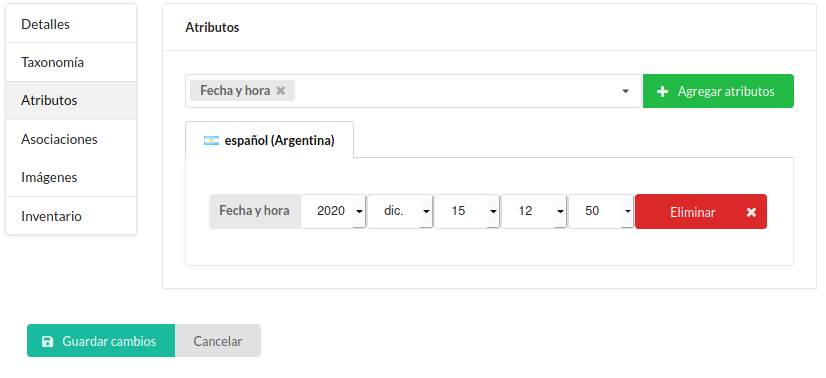 Detalles
Taxonomía
Atributos
Asociaciones
Imágenes
Inventario
Atributos
Fecha y hora
Agregar atributos
español (Argentina)
Fecha y hora 2020 dic. 15 12 50 Eliminar
Guardar cambios Cancelar